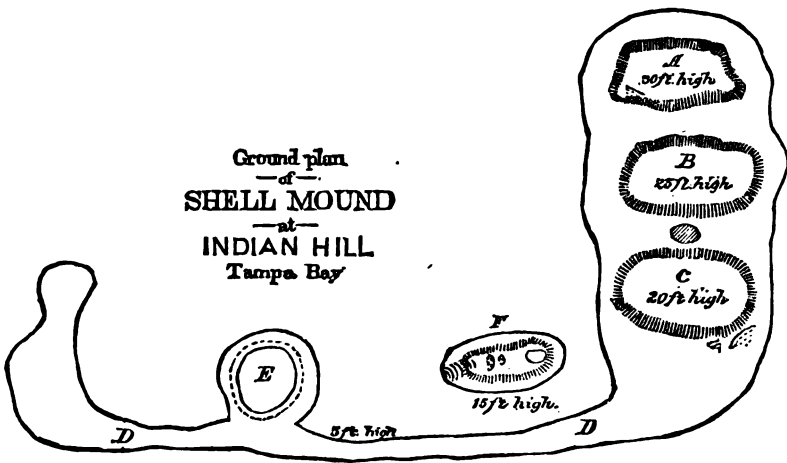 Ground plan
of
SHELL MOUND
at
INDIAN HILL
Tampa Bay
A
30ft. high
B
25ft. high
C
20ft high
F
15ft high.
E
D
5ft. high
D